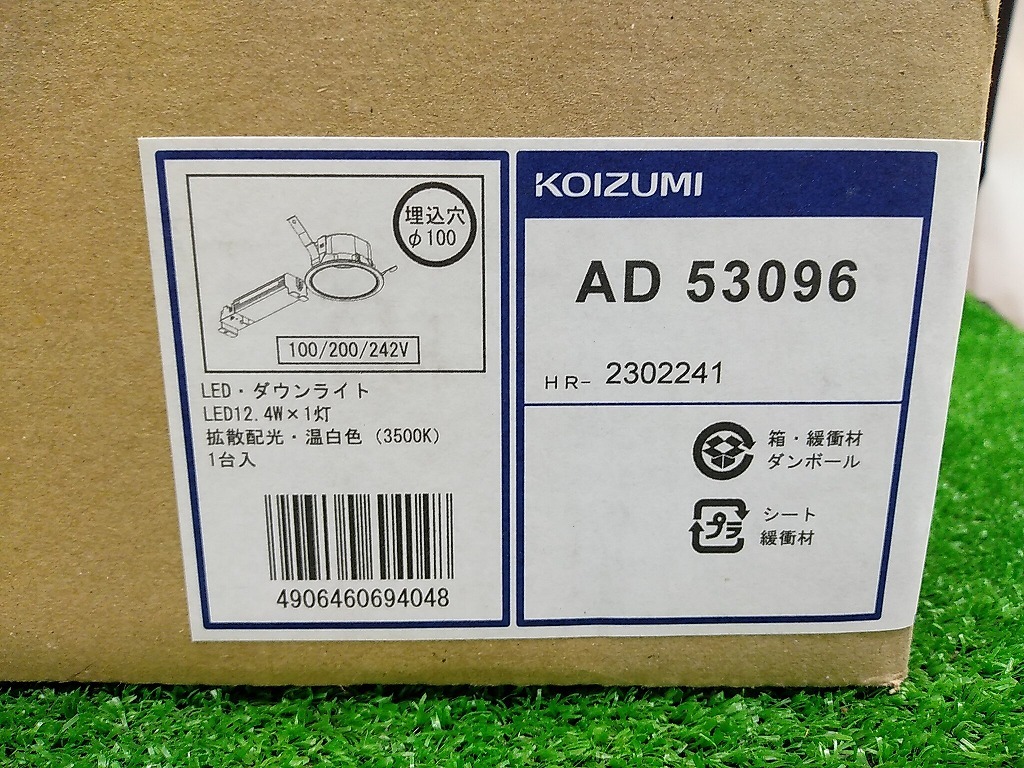 埋込穴
φ100
100/200/242V
LED・ダウンライト
LED12.4W×1灯
拡散配光・温白色 (3500K)
1台入
4906460694048
KOIZUMI
AD 53096
HR- 2302241
箱・緩衝材
ダンボール
プラ
シート
緩衝材